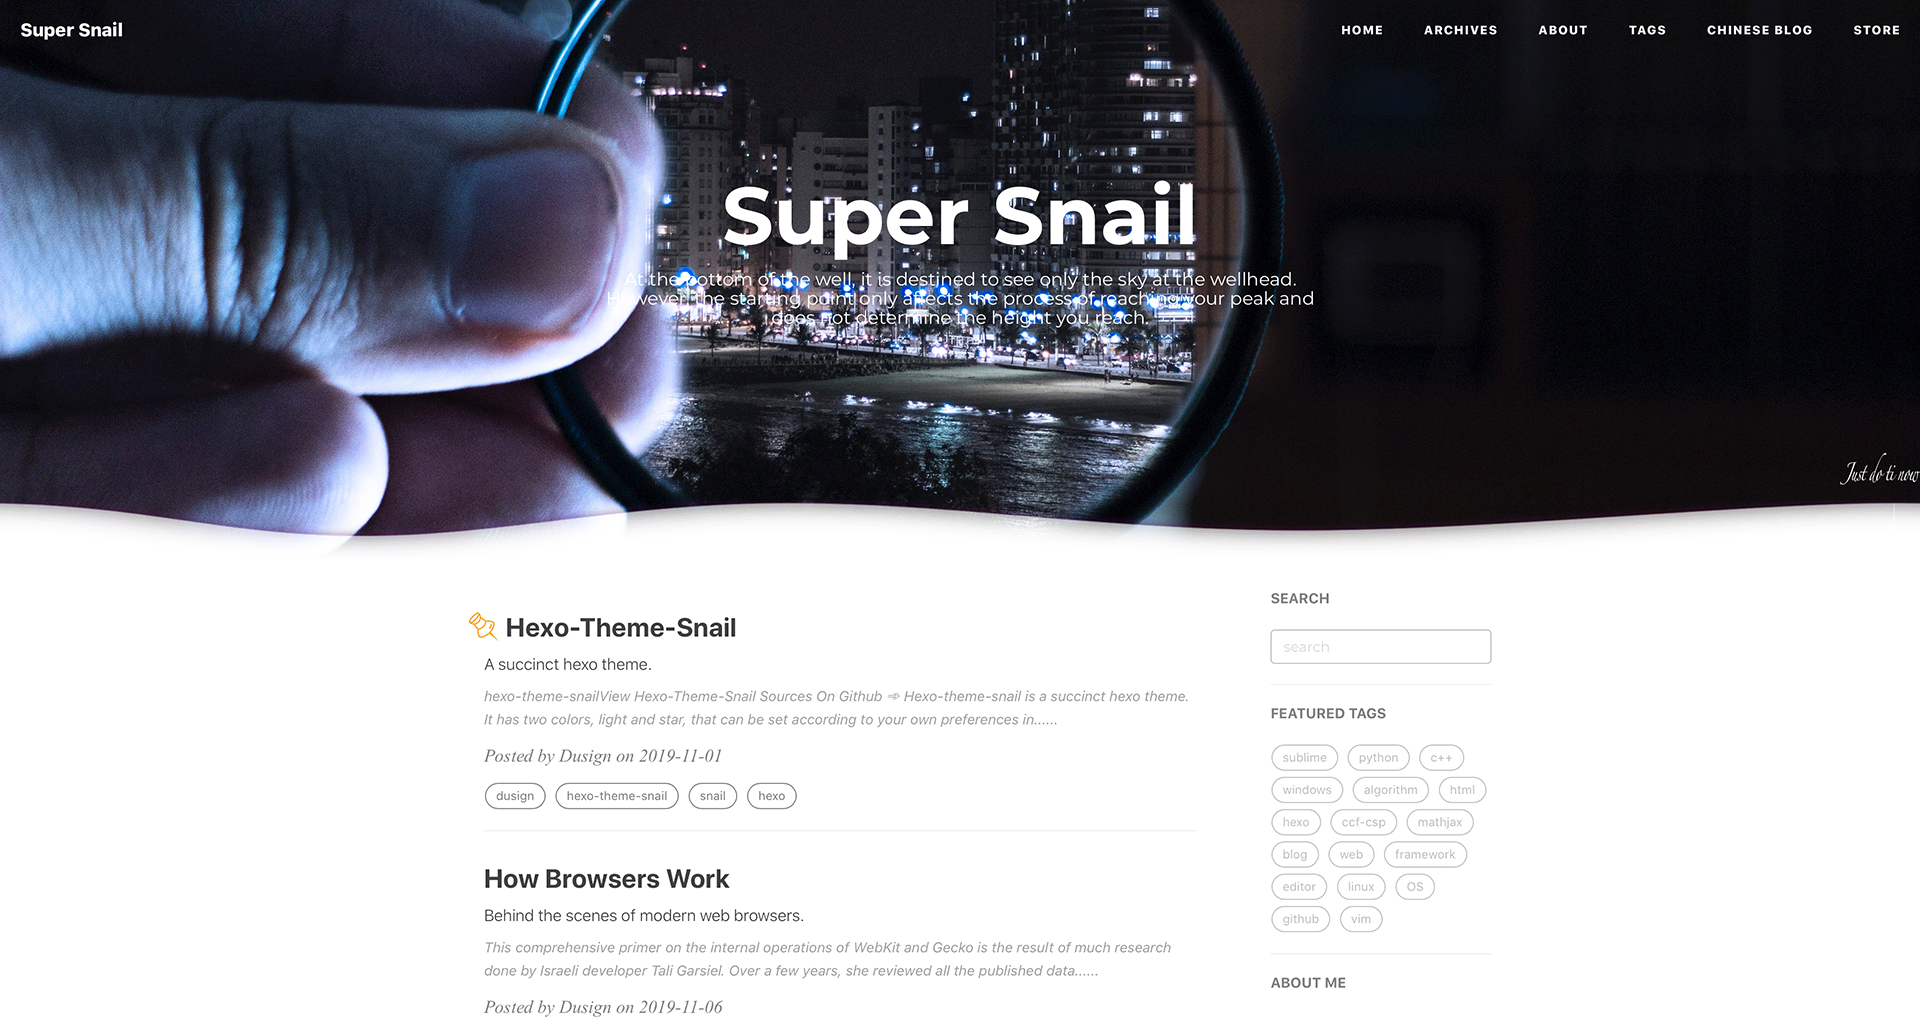 Super Snail
HOME ARCHIVES ABOUT TAGS CHINESE BLOG STORE
Super Snail
At the bottom of the well, it is destined to see only the sky at the wellhead.
However, the starting point only affects the process of reaching your peak and
does not determine the height you reach.
Just do ti now
Hexo-Theme-Snail
A succinct hexo theme.
hexo-theme-snailView Hexo-Theme-Snail Sources On Github ➾ Hexo-theme-snail is a succinct hexo theme.
It has two colors, light and star, that can be set according to your own preferences in......
Posted by Dusign on 2019-11-01
dusign hexo-theme-snail snail hexo
How Browsers Work
Behind the scenes of modern web browsers.
This comprehensive primer on the internal operations of WebKit and Gecko is the result of much research
done by Israeli developer Tali Garsiel. Over a few years, she reviewed all the published data......
Posted by Dusign on 2019-11-06
SEARCH
search
FEATURED TAGS
sublime python c++
windows algorithm html
hexo ccf-csp mathjax
blog web framework
editor linux OS
github vim
ABOUT ME